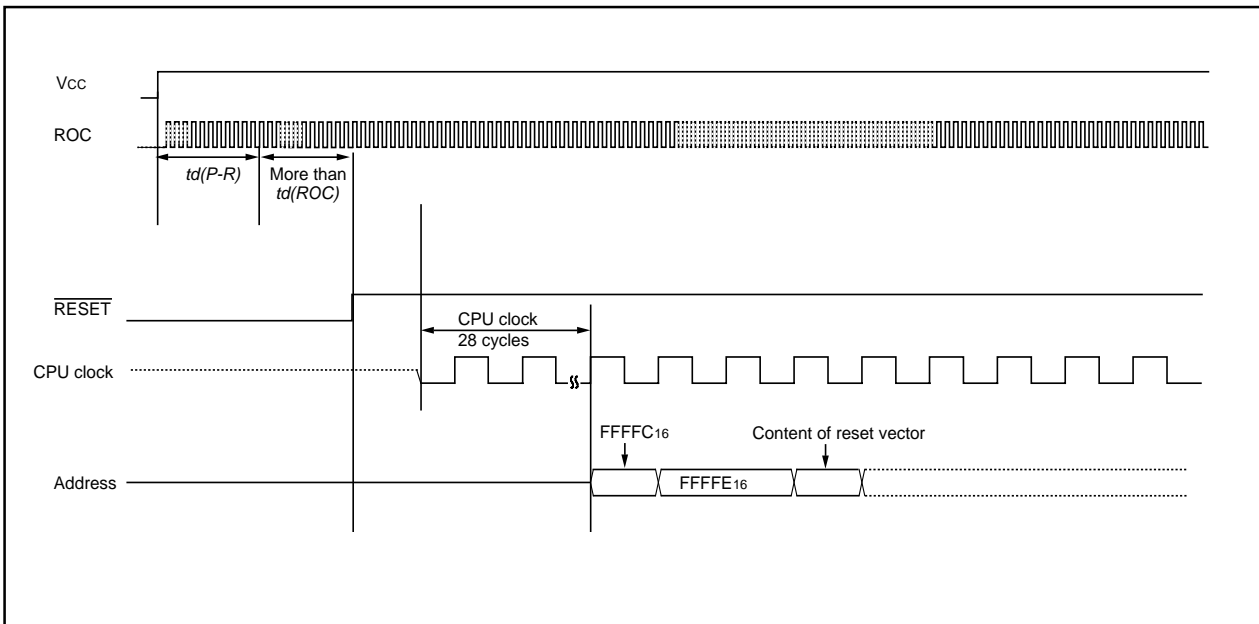 Vcc
ROC
td(P-R)
More than
td(ROC)
RESET
CPU clock
28 cycles
CPU clock
FFFFC16
Content of reset vector
Address
FFFFE16